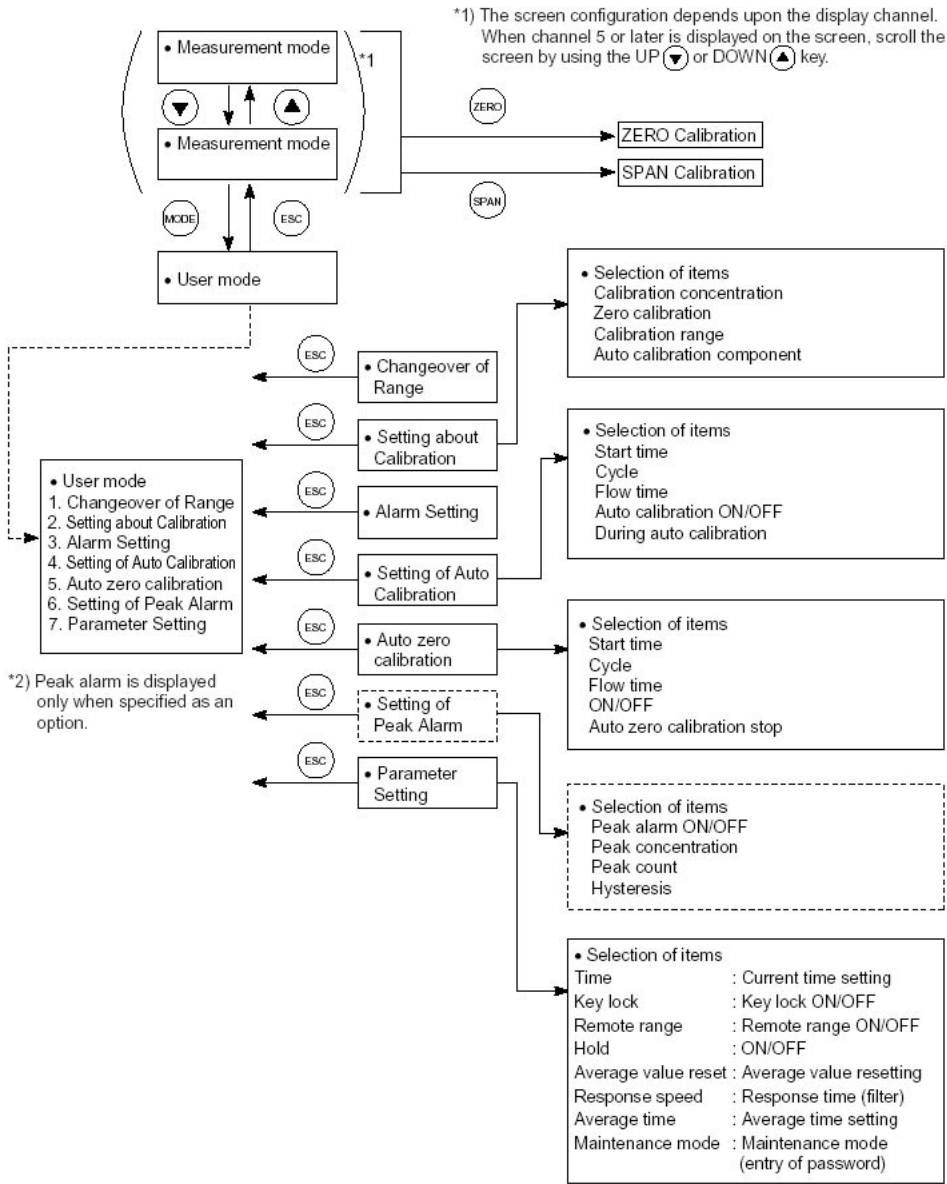 *1) The screen configuration depends upon the display channel.
When channel 5 or later is displayed on the screen, scroll the
screen by using the UP ▼ or DOWN ▲ key.
• Measurement mode
*1
▼ ▲
• Measurement mode
ZERO
ZERO Calibration
SPAN Calibration
SPAN
MODE ESC
• User mode
• Selection of items
Calibration concentration
Zero calibration
Calibration range
Auto calibration component
ESC
• Changeover of
Range
ESC
• Setting about
Calibration
• Selection of items
Start time
Cycle
Flow time
Auto calibration ON/OFF
During auto calibration
• User mode
1. Changeover of Range
2. Setting about Calibration
3. Alarm Setting
4. Setting of Auto Calibration
5. Auto zero calibration
6. Setting of Peak Alarm
7. Parameter Setting
ESC
• Alarm Setting
ESC
• Setting of Auto
Calibration
ESC
• Auto zero
calibration
• Selection of items
Start time
Cycle
Flow time
ON/OFF
Auto zero calibration stop
*2) Peak alarm is displayed
only when specified as an
option.
ESC
• Setting of
Peak Alarm
ESC
• Parameter
Setting
• Selection of items
Peak alarm ON/OFF
Peak concentration
Peak count
Hysteresis
• Selection of items
Time : Current time setting
Key lock : Key lock ON/OFF
Remote range : Remote range ON/OFF
Hold : ON/OFF
Average value reset : Average value resetting
Response speed : Response time (filter)
Average time : Average time setting
Maintenance mode : Maintenance mode
(entry of password)